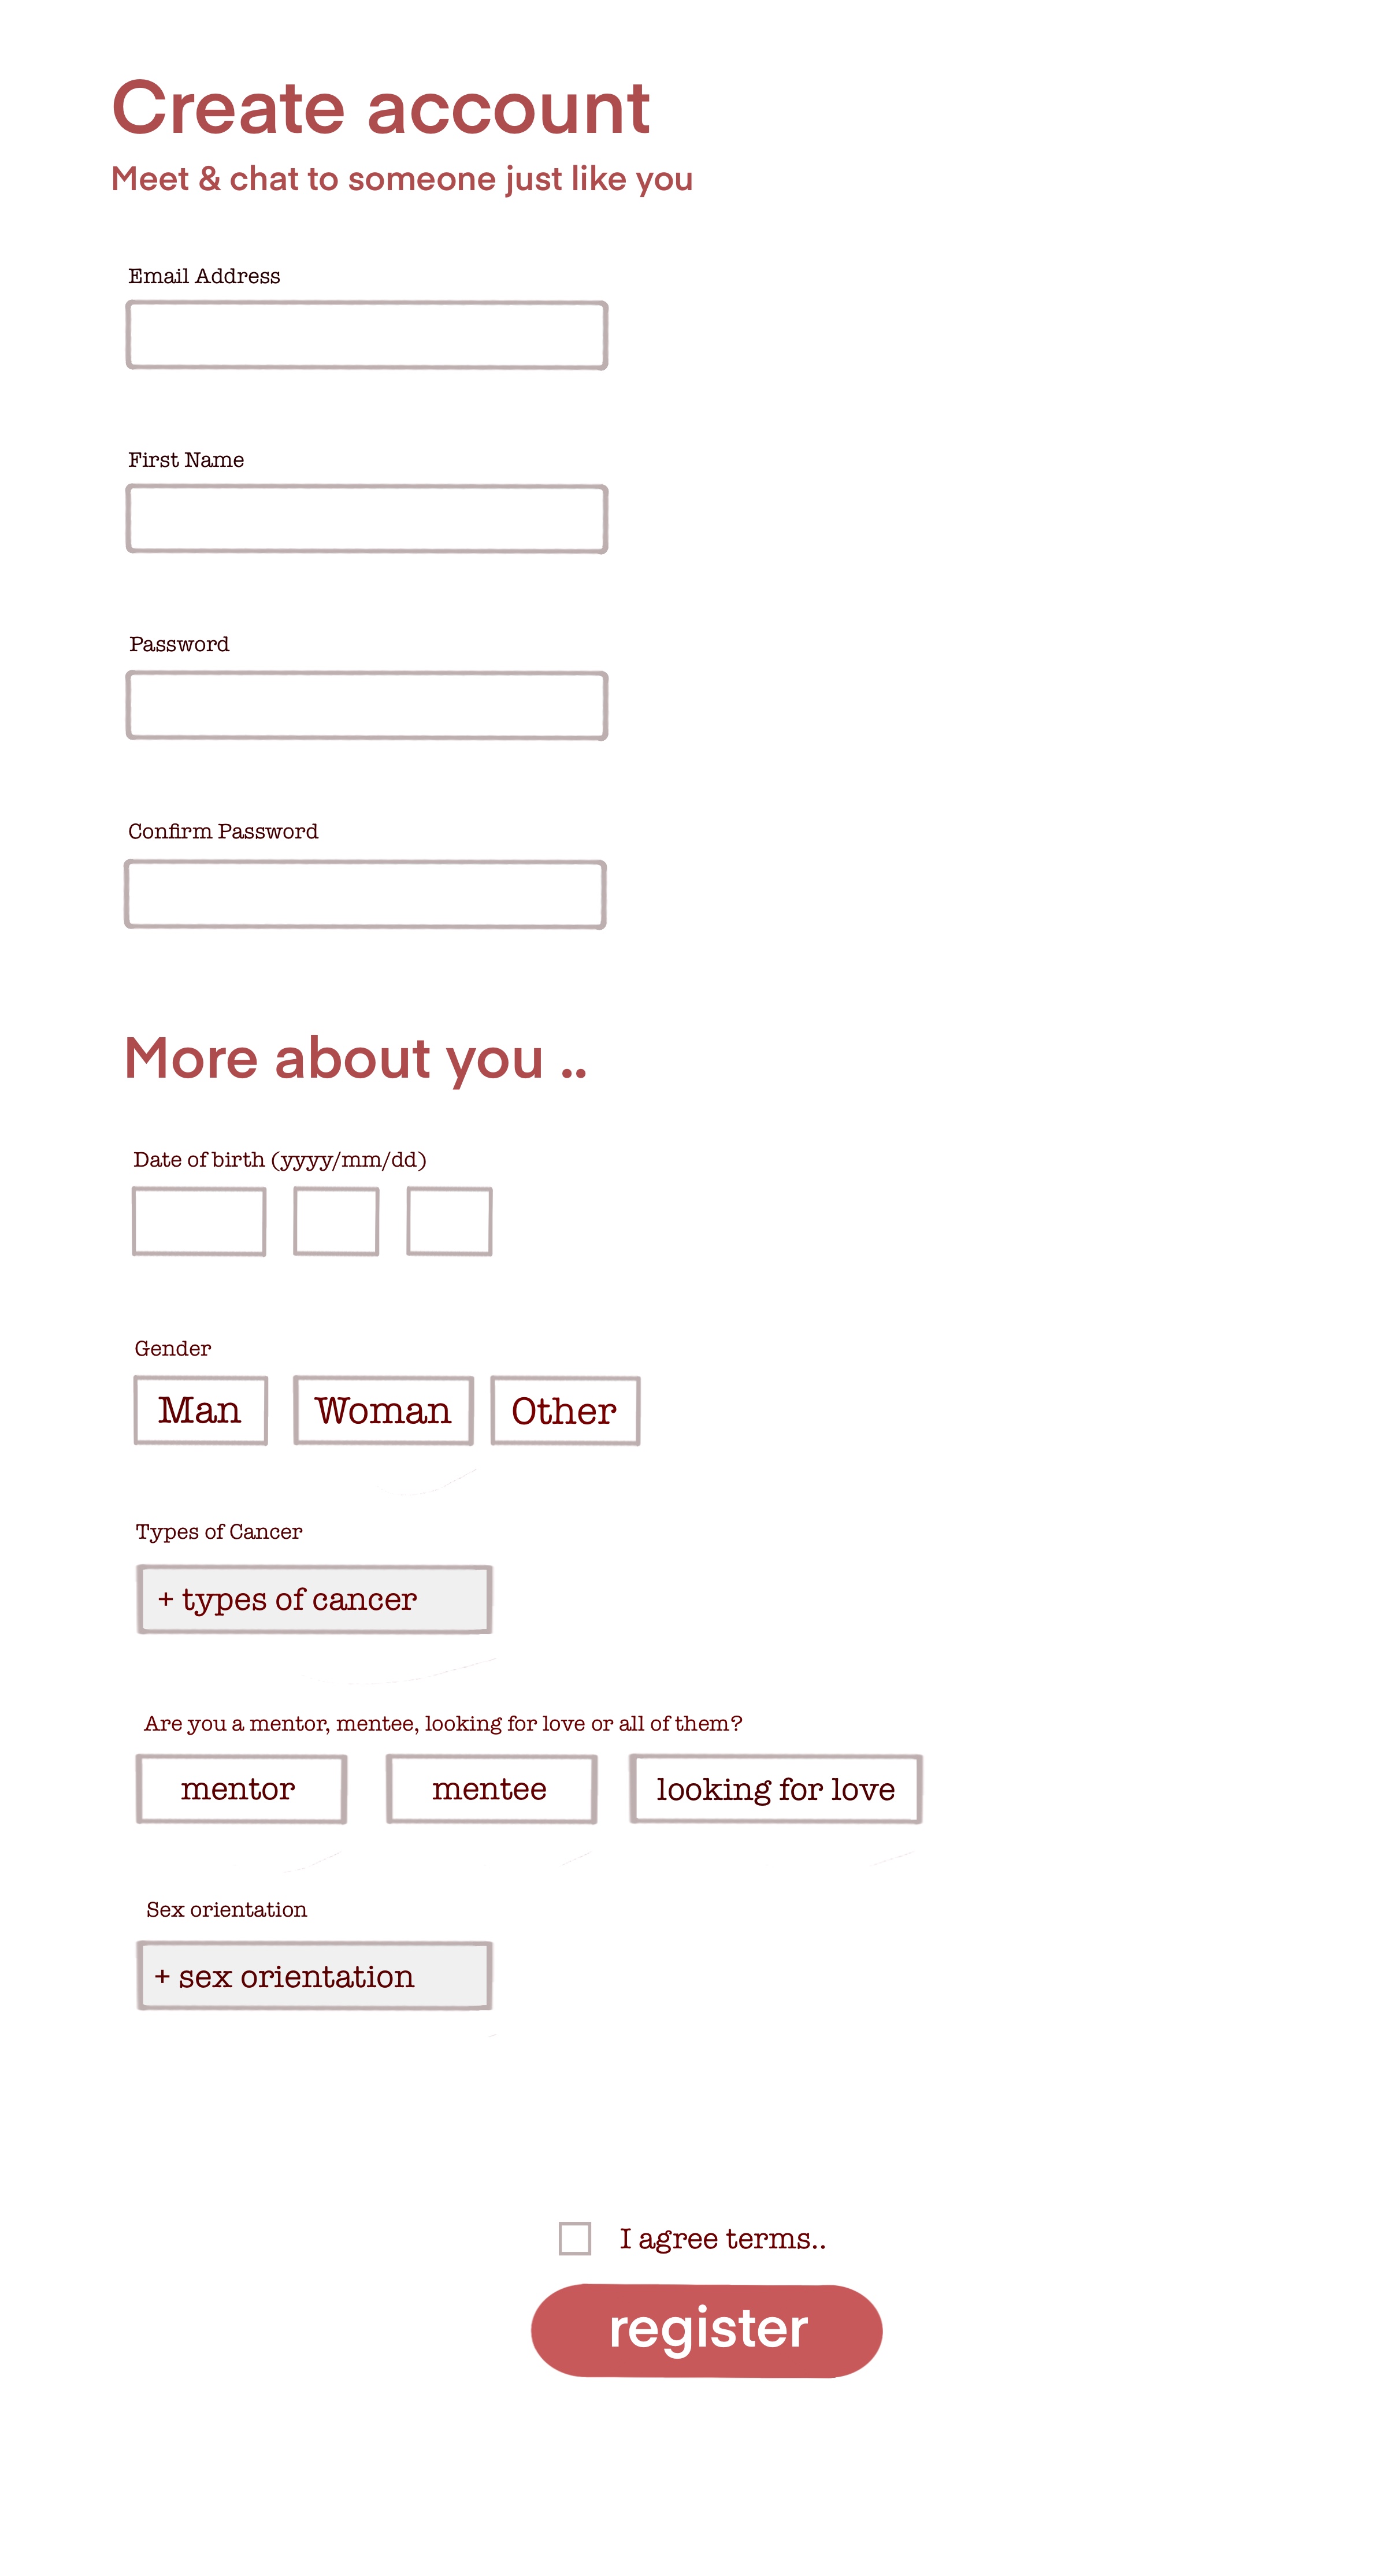 Create account
Meet & chat to someone just like you
Email Address
First Name
Password
Confirm Password
More about you ..
Date of birth (yyyy/mm/dd)
Gender
Man Woman Other
Types of Cancer
+ types of cancer
Are you a mentor, mentee, looking for love or all of them?
mentor mentee looking for love
Sex orientation
+ sex orientation
I agree terms..
register